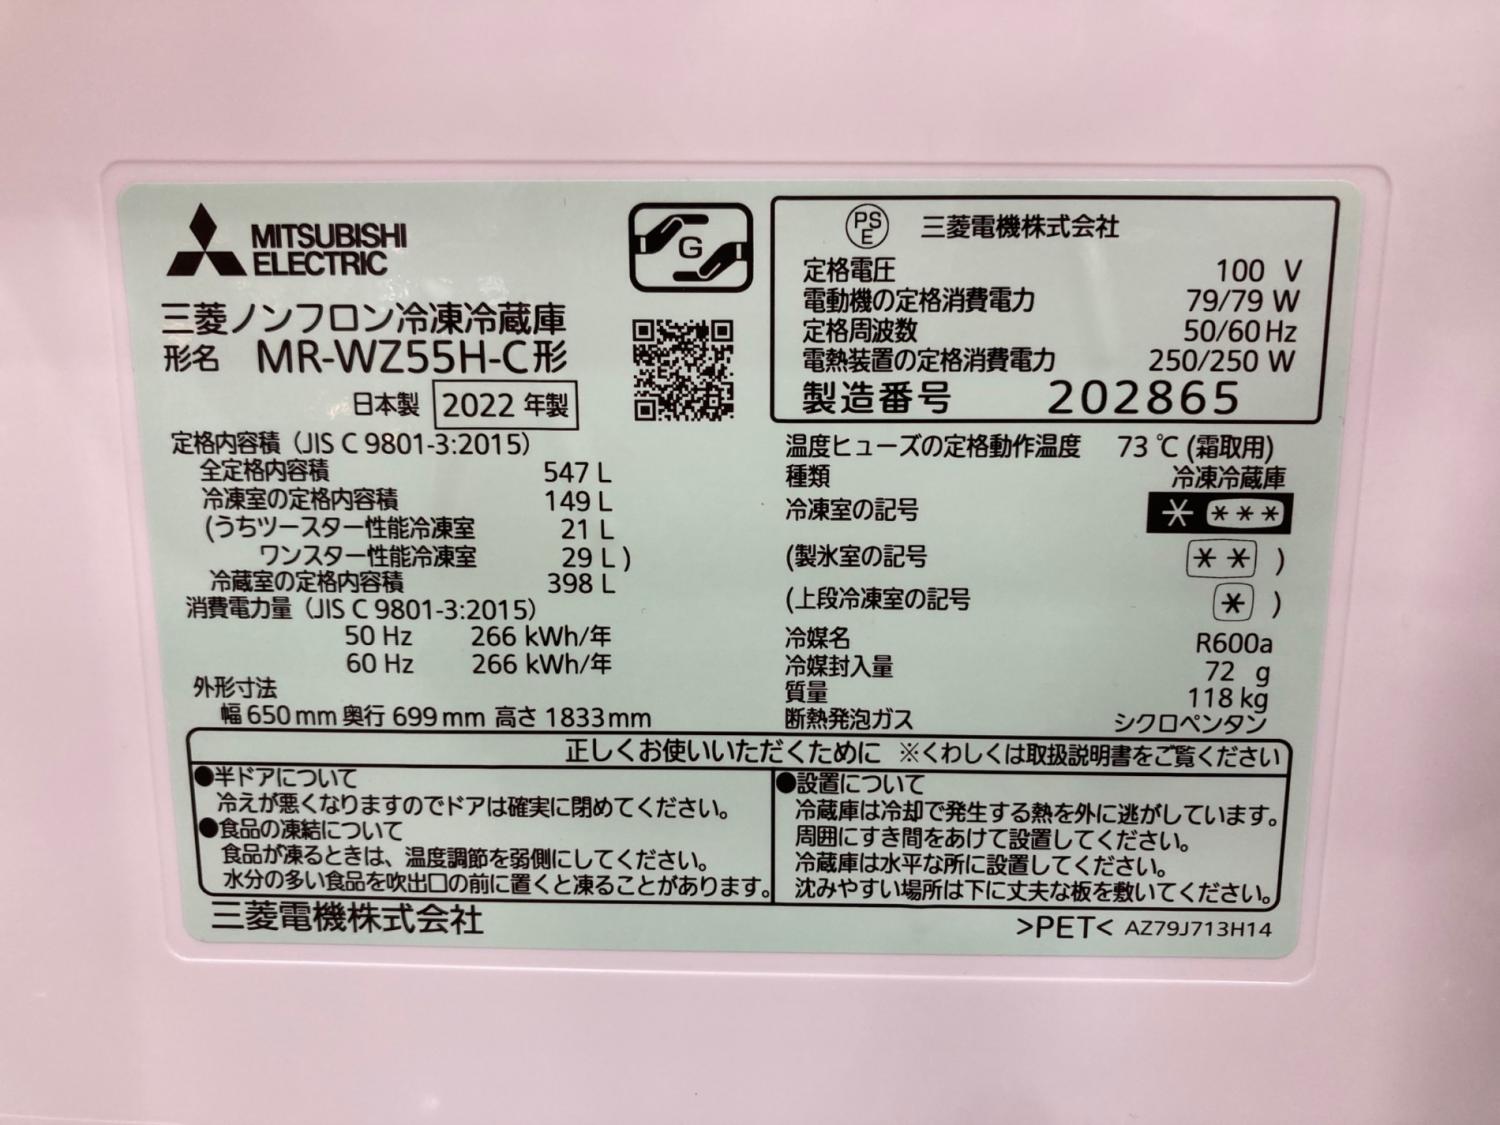 MITSUBISHI
ELECTRIC
G
三菱ノンフロン冷凍冷蔵庫
形名 MR-WZ55H-C形
日本製 2022 年製
定格内容積（JIS C 9801-3:2015）
全定格内容積 547 L
冷凍室の定格内容積 149 L
(うちツースター性能冷凍室 21 L
ワンスター性能冷凍室 29 L )
冷蔵室の定格内容積 398 L
消費電力量（JIS C 9801-3:2015）
50 Hz 266 kWh/年
60 Hz 266 kWh/年
外形寸法
幅 650 mm 奥行 699 mm 高さ 1833 mm
PS
E
三菱電機株式会社
定格電圧 100 V
電動機の定格消費電力 79/79 W
定格周波数 50/60 Hz
電熱装置の定格消費電力 250/250 W
製造番号 202865
温度ヒューズの定格動作温度 73 ℃ (霜取用)
種類 冷凍冷蔵庫
冷凍室の記号 * ***
(製氷室の記号 ** )
(上段冷凍室の記号 * )
冷媒名 R600a
冷媒封入量 72 g
質量 118 kg
断熱発泡ガス シクロペンタン
正しくお使いいただくために ※くわしくは取扱説明書をご覧ください
●半ドアについて
冷えが悪くなりますのでドアは確実に閉めてください。
●食品の凍結について
食品が凍るときは、温度調節を弱側にしてください。
水分の多い食品を吹出口の前に置くと凍ることがあります。
●設置について
冷蔵庫は冷却で発生する熱を外に逃がしています。
周囲にすき間をあけて設置してください。
冷蔵庫は水平な所に設置してください。
沈みやすい場所は下に丈夫な板を敷いてください。
三菱電機株式会社
>PET< AZ79J713H14